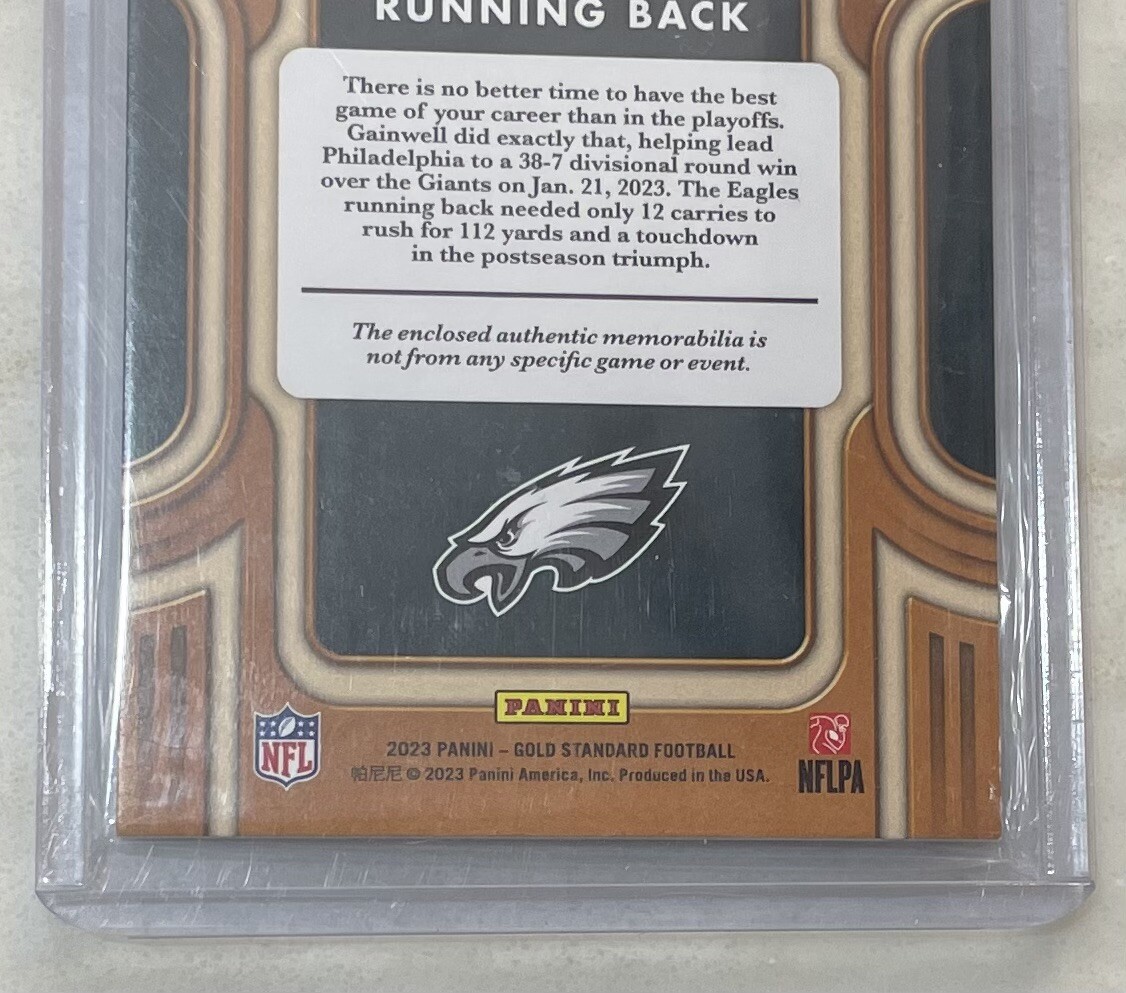 RUNNING BACK
There is no better time to have the best
game of your career than in the playoffs.
Gainwell did exactly that, helping lead
Philadelphia to a 38-7 divisional round win
over the Giants on Jan. 21, 2023. The Eagles
running back needed only 12 carries to
rush for 112 yards and a touchdown
in the postseason triumph.
The enclosed authentic memorabilia is
not from any specific game or event.
PANINI
NFL
2023 PANINI – GOLD STANDARD FOOTBALL
帕尼尼 © 2023 Panini America, Inc. Produced in the USA.
NFLPA